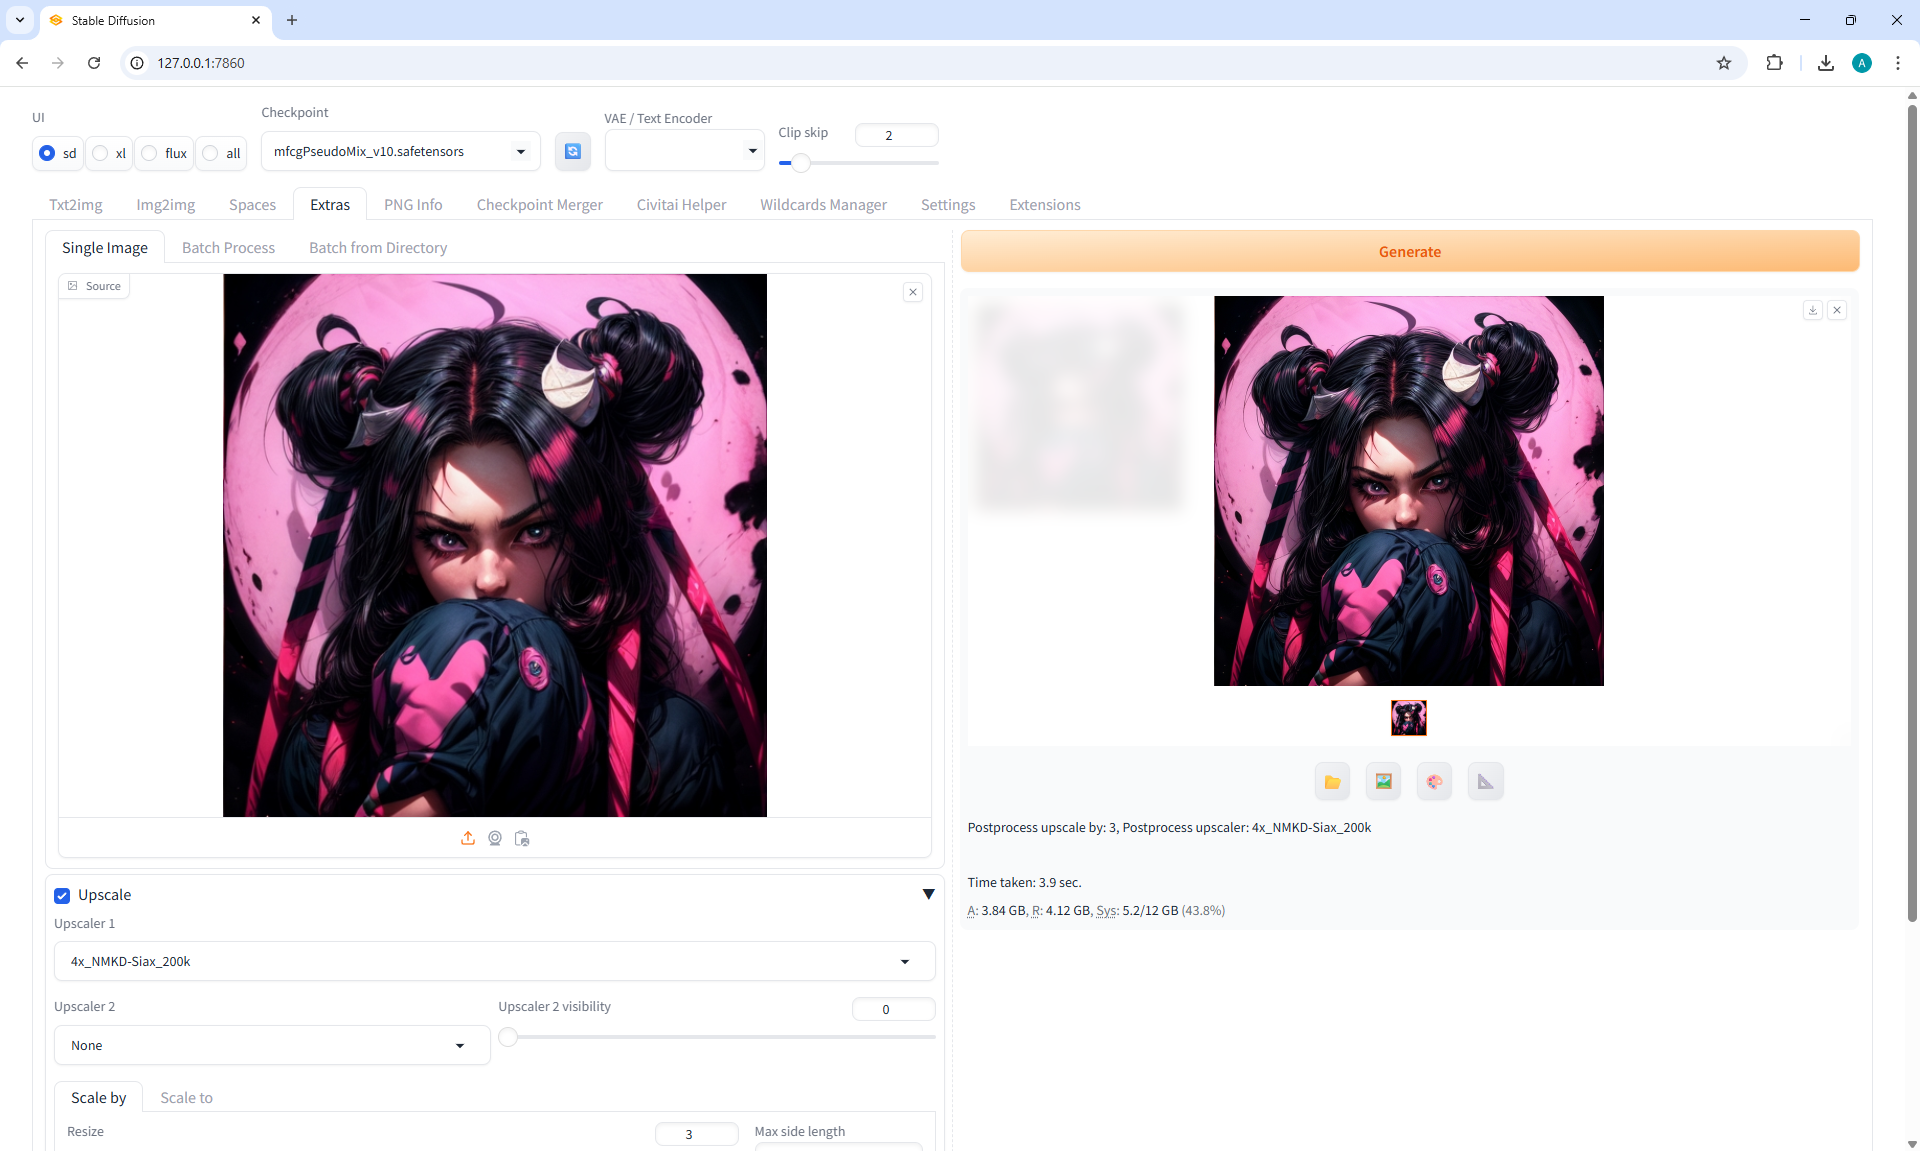 Stable Diffusion
127.0.0.1:7860
A
UI
sd
xl
flux
all
Checkpoint
mfcgPseudoMix_v10.safetensors
VAE / Text Encoder
Clip skip
2
Txt2img
Img2img
Spaces
Extras
PNG Info
Checkpoint Merger
Civitai Helper
Wildcards Manager
Settings
Extensions
Single Image
Batch Process
Batch from Directory
Source
Generate
Postprocess upscale by: 3, Postprocess upscaler: 4x_NMKD-Siax_200k
Time taken: 3.9 sec.
A: 3.84 GB, R: 4.12 GB, Sys: 5.2/12 GB (43.8%)
Upscale
Upscaler 1
4x_NMKD-Siax_200k
Upscaler 2
None
Upscaler 2 visibility
0
Scale by
Scale to
Resize
3
Max side length